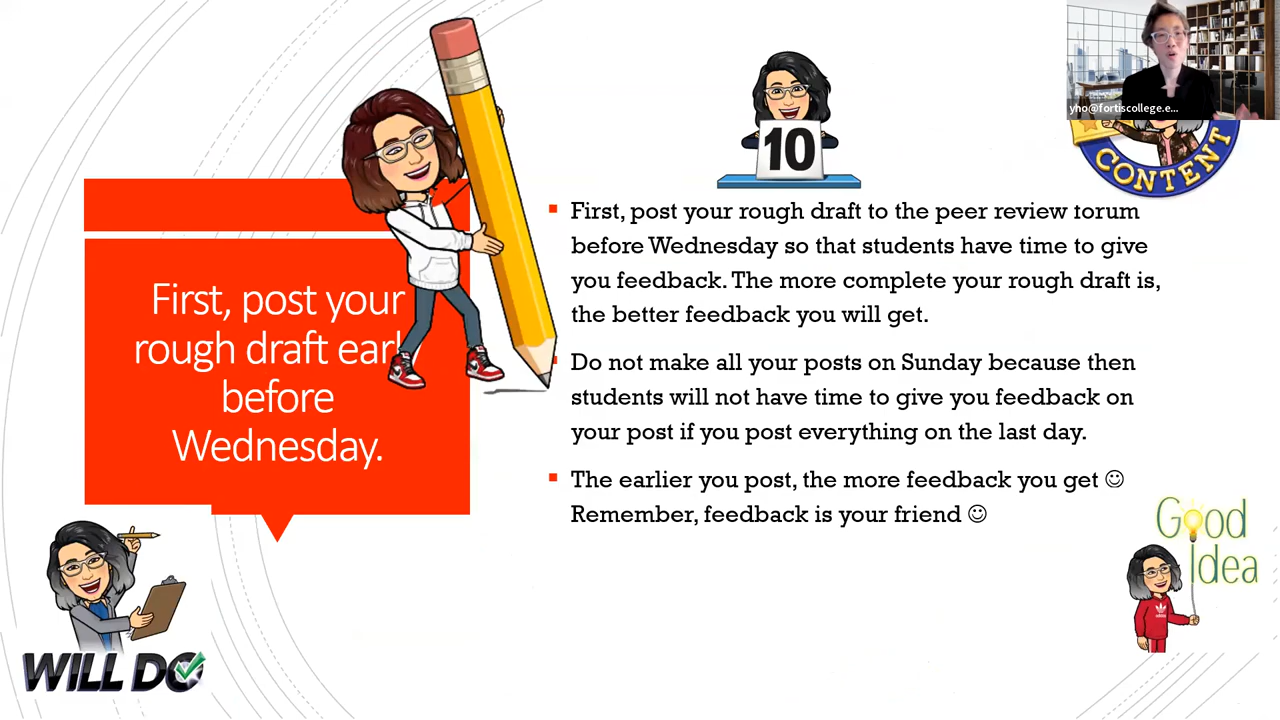 yho@fortiscollege.e...
10
CONTENT
First, post your
rough draft earl
before
Wednesday.
First, post your rough draft to the peer review forum
before Wednesday so that students have time to give
you feedback. The more complete your rough draft is,
the better feedback you will get.
Do not make all your posts on Sunday because then
students will not have time to give you feedback on
your post if you post everything on the last day.
The earlier you post, the more feedback you get ☺
Remember, feedback is your friend ☺
Good
Idea
WILL DO